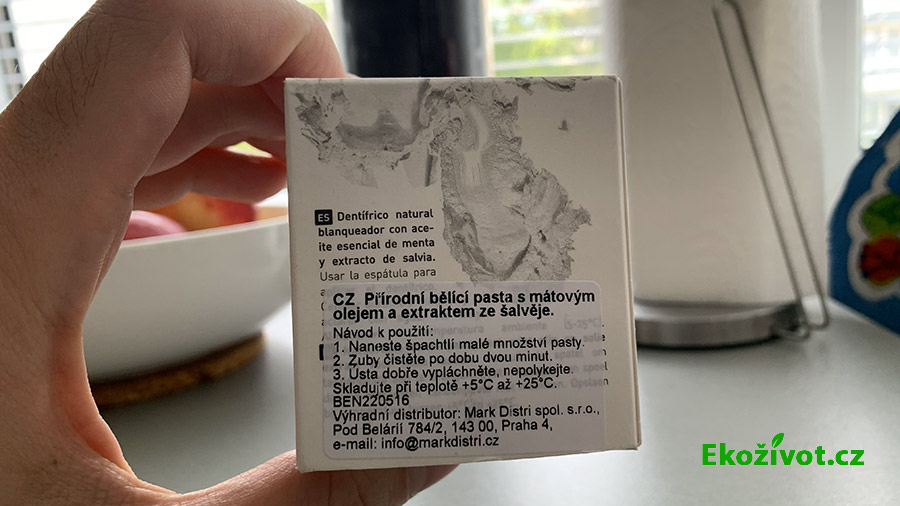 ES Dentífrico natural
blanqueador con ace-
ite esencial de menta
y extracto de salvia.
Usar la espátula para
CZ Přírodní bělící pasta s mátovým
olejem a extraktem ze šalvěje.
Návod k použití:
1. Naneste špachtlí malé množství pasty.
2. Zuby čistěte po dobu dvou minut.
3. Ústa dobře vypláchněte, nepolykejte.
Skladujte při teplotě +5°C až +25°C.
BEN220516
Výhradní distributor: Mark Distri spol. s.r.o.,
Pod Belárií 784/2, 143 00, Praha 4,
e-mail: info@markdistri.cz
Ekoživot.cz